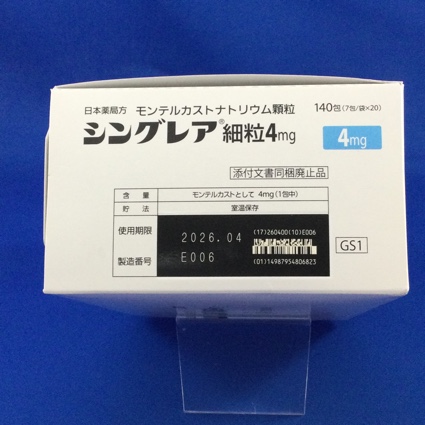 日本薬局方 モンテルカストナトリウム顆粒 140包(7包/袋×20)
シングレア®細粒4mg
4mg
添付文書同梱廃止品
含量 モンテルカストとして 4mg(1包中)
貯法 室温保存
使用期限 2026.04
製造番号 E006
(17)260400(10)E006
(01)14987954806823
GS1